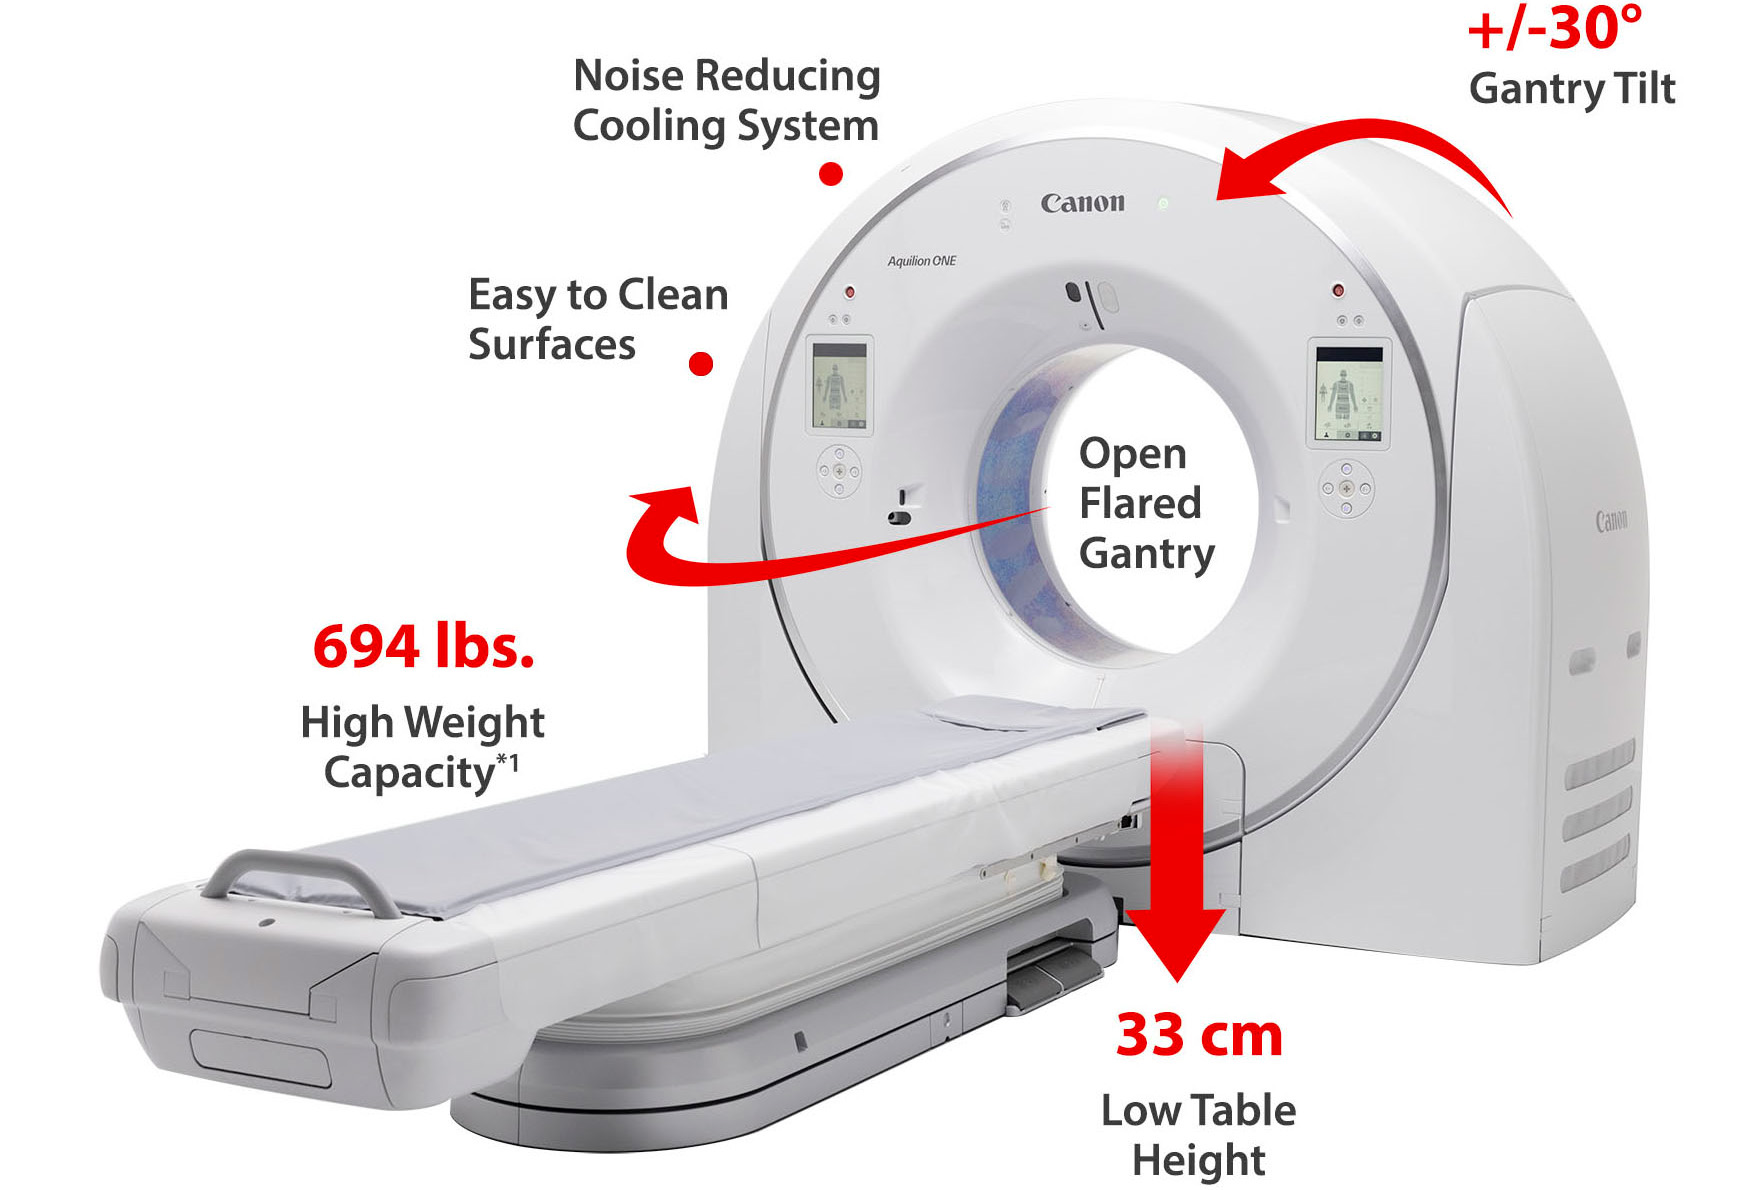 +/-30°
Gantry Tilt
Noise Reducing
Cooling System
Canon
Aquilion ONE
Easy to Clean
Surfaces
Open
Flared
Gantry
Canon
694 lbs.
High Weight
Capacity*1
33 cm
Low Table
Height